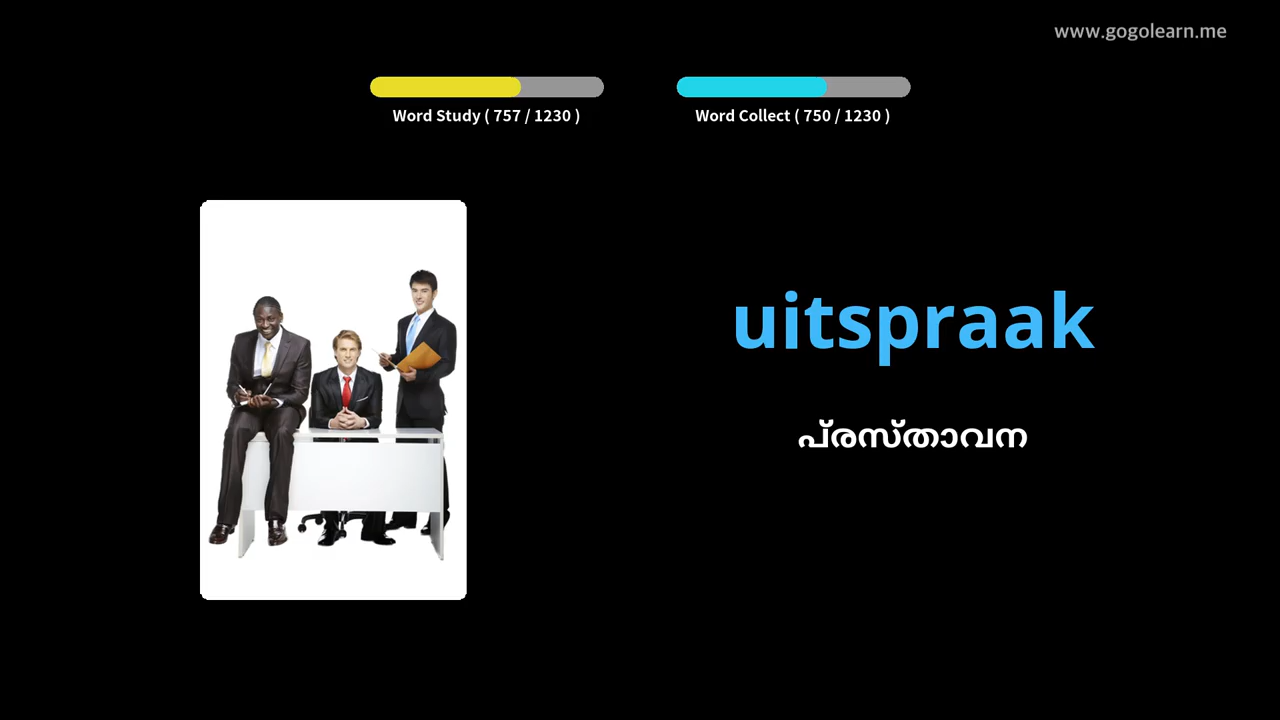 www.gogolearn.me
Word Study ( 757 / 1230 )
Word Collect ( 750 / 1230 )
uitspraak
പ്രസ്താവന